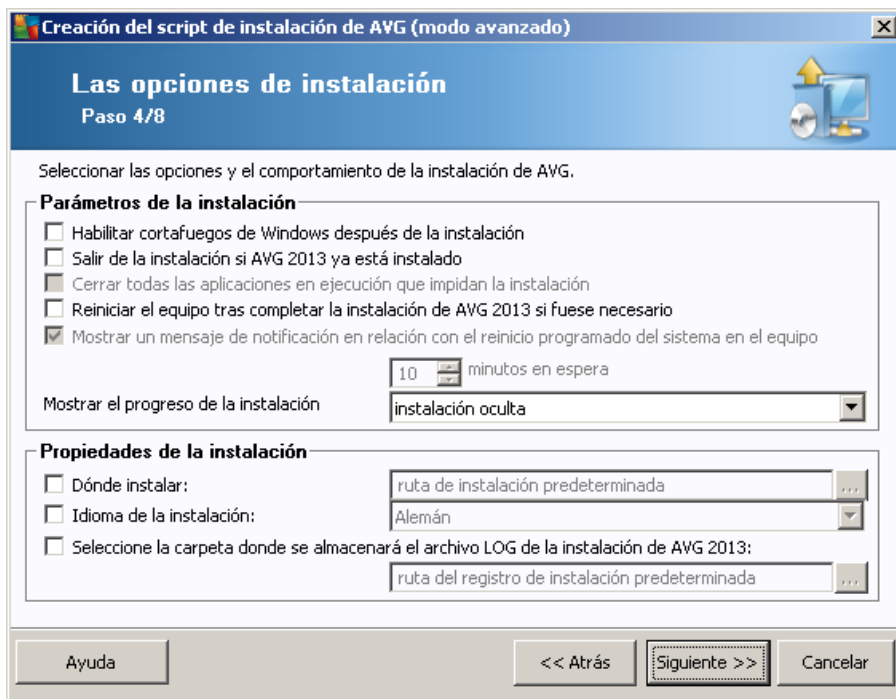 Creación del script de instalación de AVG (modo avanzado)
Las opciones de instalación
Paso 4/8
Seleccionar las opciones y el comportamiento de la instalación de AVG.
Parámetros de la instalación
Habilitar cortafuegos de Windows después de la instalación
Salir de la instalación si AVG 2013 ya está instalado
Cerrar todas las aplicaciones en ejecución que impidan la instalación
Reiniciar el equipo tras completar la instalación de AVG 2013 si fuese necesario
Mostrar un mensaje de notificación en relación con el reinicio programado del sistema en el equipo
10 minutos en espera
Mostrar el progreso de la instalación instalación oculta
Propiedades de la instalación
Dónde instalar: ruta de instalación predeterminada ...
Idioma de la instalación: Alemán
Seleccione la carpeta donde se almacenará el archivo LOG de la instalación de AVG 2013:
ruta del registro de instalación predeterminada ...
Ayuda << Atrás Siguiente >> Cancelar